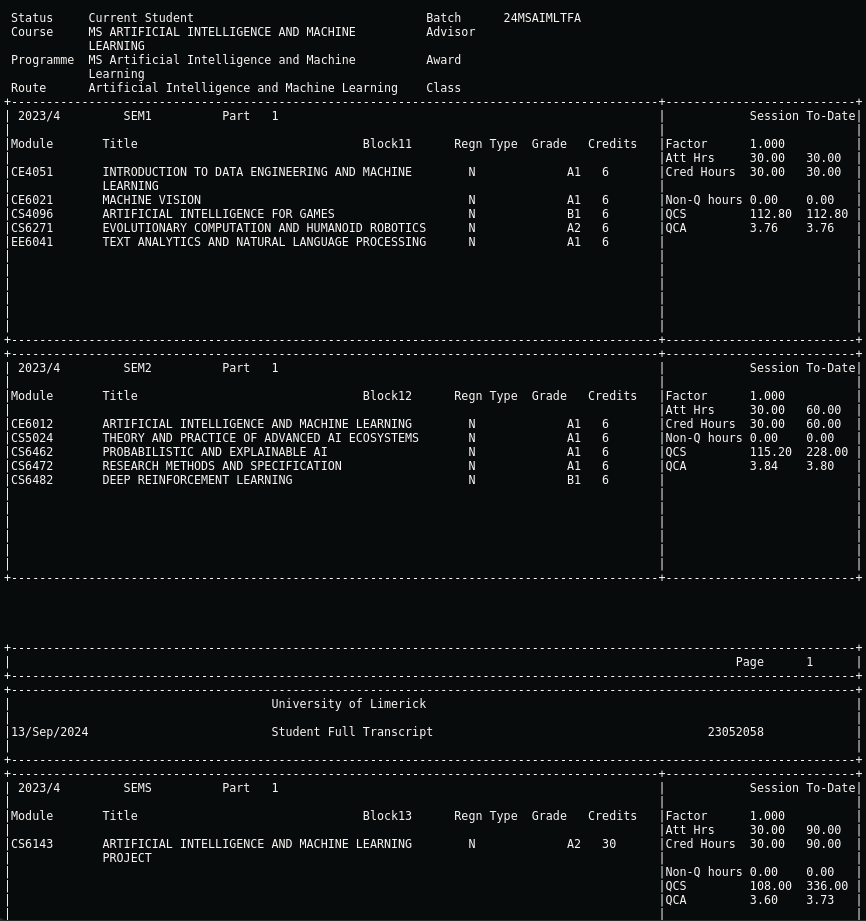 Status Current Student Batch 24MSAIMLTFA
Course MS ARTIFICIAL INTELLIGENCE AND MACHINE Advisor
LEARNING
Programme MS Artificial Intelligence and Machine Award
Learning
Route Artificial Intelligence and Machine Learning Class
2023/4 SEM1 Part 1 Session To-Date
Module Title Block11 Regn Type Grade Credits Factor 1.000
Att Hrs 30.00 30.00
CE4051 INTRODUCTION TO DATA ENGINEERING AND MACHINE N A1 6 Cred Hours 30.00 30.00
LEARNING
CE6021 MACHINE VISION N A1 6 Non-Q hours 0.00 0.00
CS4096 ARTIFICIAL INTELLIGENCE FOR GAMES N B1 6 QCS 112.80 112.80
CS6271 EVOLUTIONARY COMPUTATION AND HUMANOID ROBOTICS N A2 6 QCA 3.76 3.76
EE6041 TEXT ANALYTICS AND NATURAL LANGUAGE PROCESSING N A1 6
2023/4 SEM2 Part 1 Session To-Date
Module Title Block12 Regn Type Grade Credits Factor 1.000
Att Hrs 30.00 60.00
CE6012 ARTIFICIAL INTELLIGENCE AND MACHINE LEARNING N A1 6 Cred Hours 30.00 60.00
CS5024 THEORY AND PRACTICE OF ADVANCED AI ECOSYSTEMS N A1 6 Non-Q hours 0.00 0.00
CS6462 PROBABILISTIC AND EXPLAINABLE AI N A1 6 QCS 115.20 228.00
CS6472 RESEARCH METHODS AND SPECIFICATION N A1 6 QCA 3.84 3.80
CS6482 DEEP REINFORCEMENT LEARNING N B1 6
Page 1
University of Limerick
13/Sep/2024 Student Full Transcript 23052058
2023/4 SEMS Part 1 Session To-Date
Module Title Block13 Regn Type Grade Credits Factor 1.000
Att Hrs 30.00 90.00
CS6143 ARTIFICIAL INTELLIGENCE AND MACHINE LEARNING N A2 30 Cred Hours 30.00 90.00
PROJECT
Non-Q hours 0.00 0.00
QCS 108.00 336.00
QCA 3.60 3.73